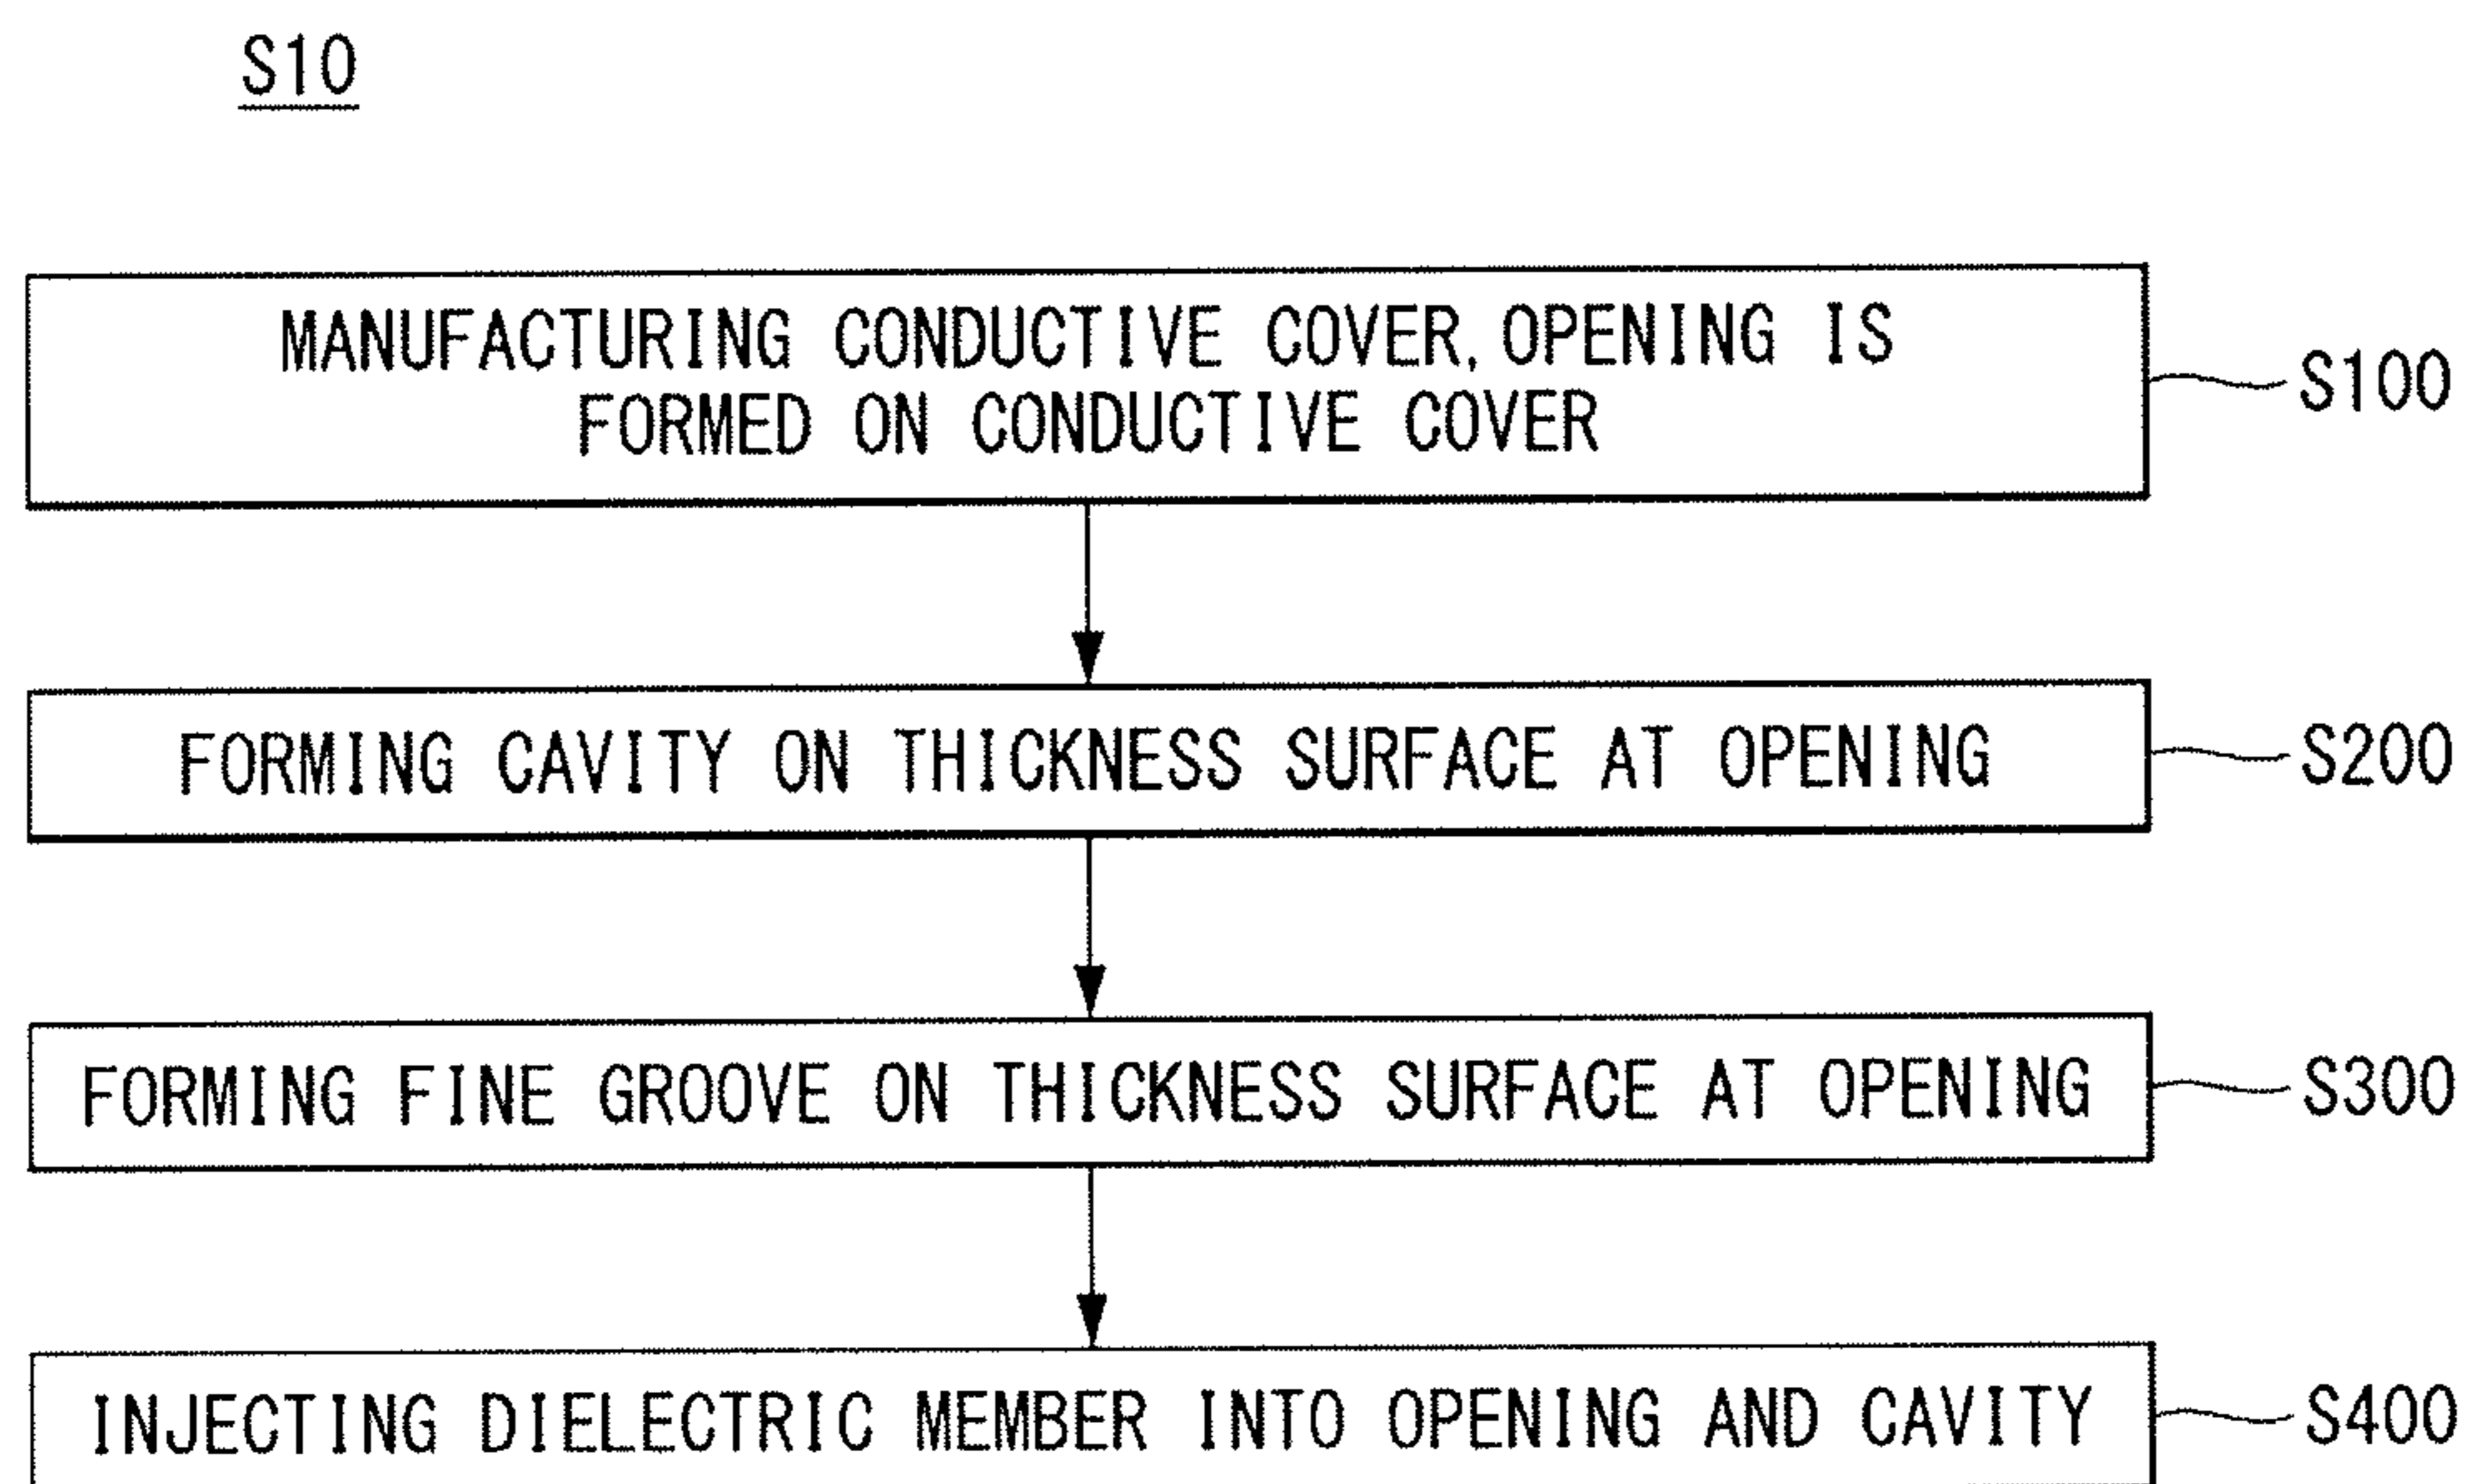 S10
MANUFACTURING CONDUCTIVE COVER, OPENING IS
FORMED ON CONDUCTIVE COVER
S100
FORMING CAVITY ON THICKNESS SURFACE AT OPENING
S200
FORMING FINE GROOVE ON THICKNESS SURFACE AT OPENING
S300
INJECTING DIELECTRIC MEMBER INTO OPENING AND CAVITY
S400